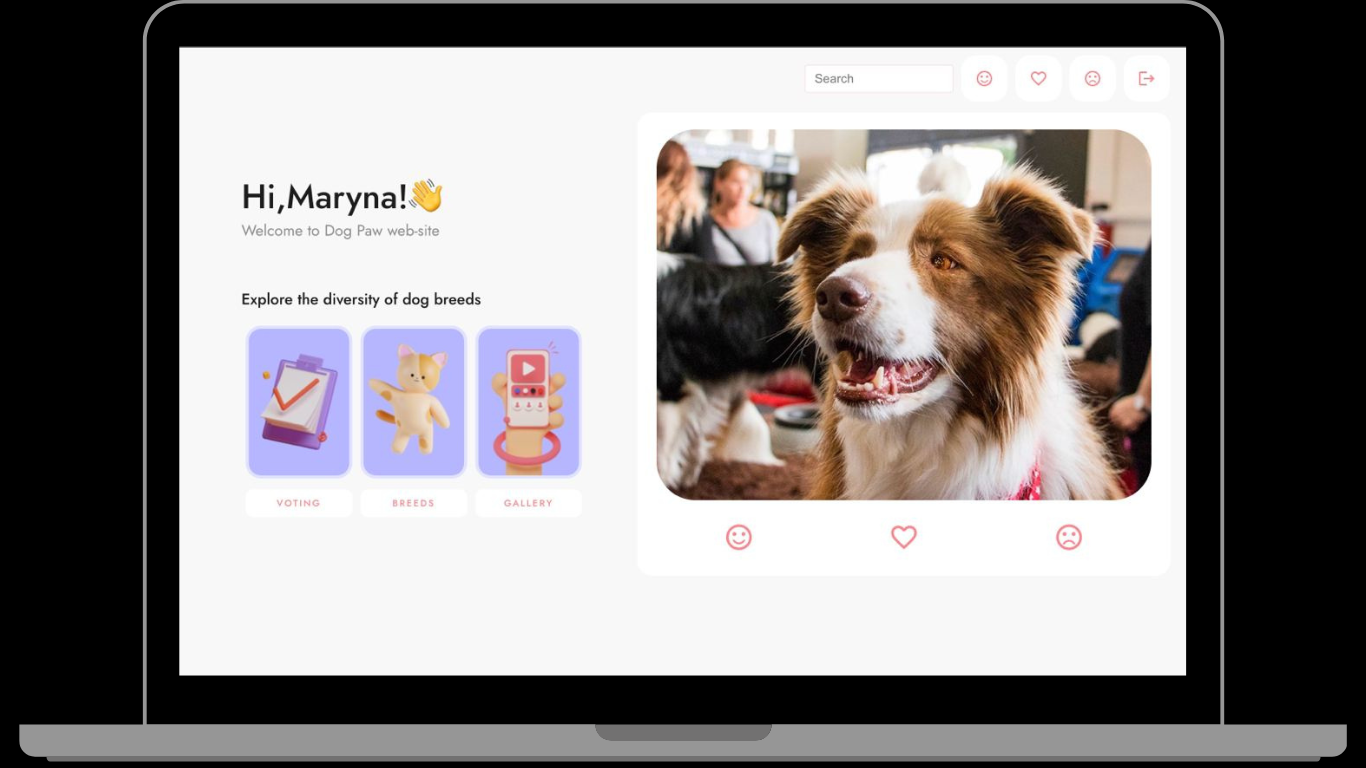 Search
Hi,Maryna!👋
Welcome to Dog Paw web-site
Explore the diversity of dog breeds
VOTING
BREEDS
GALLERY